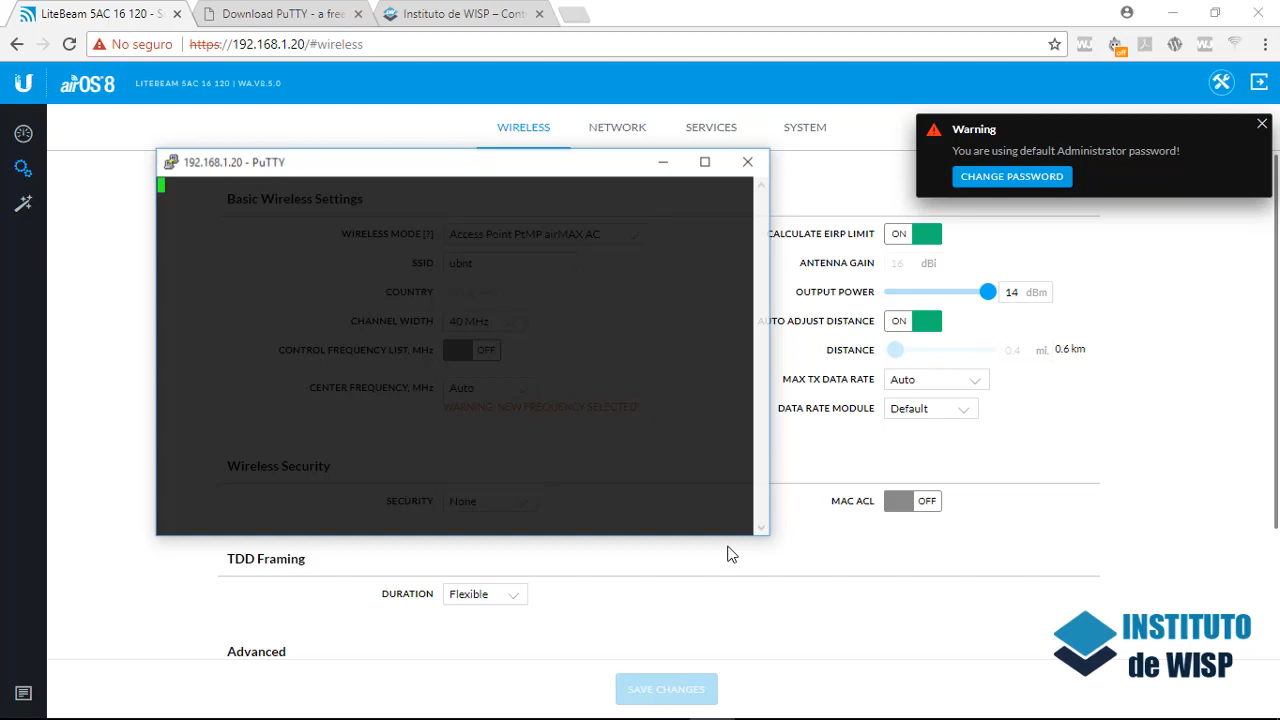 LiteBeam 5AC 16 120 - S
Download PuTTY - a free
Instituto de WISP – Cont
No seguro
https://192.168.1.20/#wireless
off
airOS 8
LITEBEAM 5AC 16 120 | WA.V8.5.0
WIRELESS
NETWORK
SERVICES
SYSTEM
Warning
You are using default Administrator password!
CHANGE PASSWORD
192.168.1.20 - PuTTY
Basic Wireless Settings
WIRELESS MODE [?]
Access Point PtMP airMAX AC
CALCULATE EIRP LIMIT
ON
SSID
ubnt
ANTENNA GAIN
16
dBi
COUNTRY
OUTPUT POWER
14
dBm
CHANNEL WIDTH
40 MHz
AUTO ADJUST DISTANCE
ON
CONTROL FREQUENCY LIST, MHz
OFF
DISTANCE
0.4
mi.
0.6 km
CENTER FREQUENCY, MHz
Auto
MAX TX DATA RATE
Auto
WARNING: NEW FREQUENCY SELECTED!
DATA RATE MODULE
Default
Wireless Security
SECURITY
None
MAC ACL
OFF
TDD Framing
DURATION
Flexible
Advanced
SAVE CHANGES
INSTITUTO
de WISP